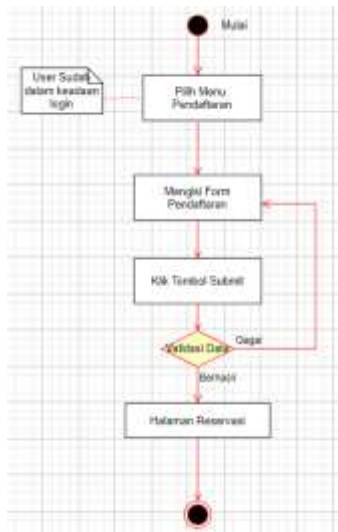 Mulai
User Sudah
dalam keadaan
login
Pilih Menu
Pendaftaran
Mengisi Form
Pendaftaran
Klik Tombol Submit
Validasi Data
Gagal
Berhasil
Halaman Reservasi